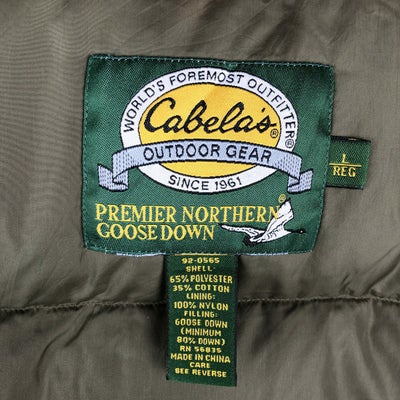 WORLD'S FOREMOST OUTFITTER®
Cabela's
OUTDOOR GEAR
SINCE 1961
PREMIER NORTHERN
GOOSE DOWN
L
REG
92-0565
SHELL:
65% POLYESTER
35% COTTON
LINING:
100% NYLON
FILLING:
GOOSE DOWN
(MINIMUM
80% DOWN)
RN 56835
MADE IN CHINA
CARE
SEE REVERSE